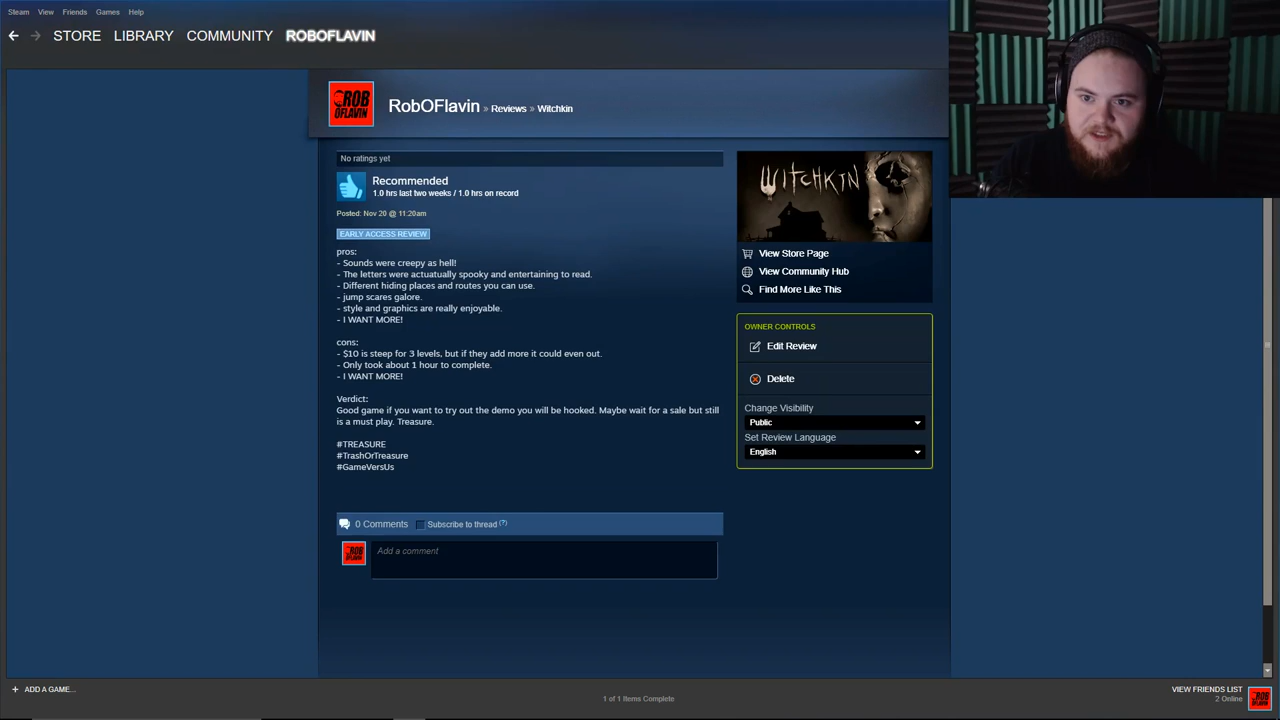 Steam View Friends Games Help
STORE LIBRARY COMMUNITY ROBOFLAVIN
ROB
OFLAVIN
RobOFlavin » Reviews » Witchkin
No ratings yet
Recommended
1.0 hrs last two weeks / 1.0 hrs on record
Posted: Nov 20 @ 11:20am
EARLY ACCESS REVIEW
pros:
- Sounds were creepy as hell!
- The letters were actuatually spooky and entertaining to read.
- Different hiding places and routes you can use.
- jump scares galore.
- style and graphics are really enjoyable.
- I WANT MORE!
cons:
- $10 is steep for 3 levels, but if they add more it could even out.
- Only took about 1 hour to complete.
- I WANT MORE!
Verdict:
Good game if you want to try out the demo you will be hooked. Maybe wait for a sale but still
is a must play. Treasure.
#TREASURE
#TrashOrTreasure
#GameVersUs
0 Comments Subscribe to thread (?)
ROB
OFLAVIN
Add a comment
WITCHKIN
View Store Page
View Community Hub
Find More Like This
OWNER CONTROLS
Edit Review
Delete
Change Visibility
Public
Set Review Language
English
+ ADD A GAME...
1 of 1 Items Complete
VIEW FRIENDS LIST
2 Online
ROB
OFLAVIN